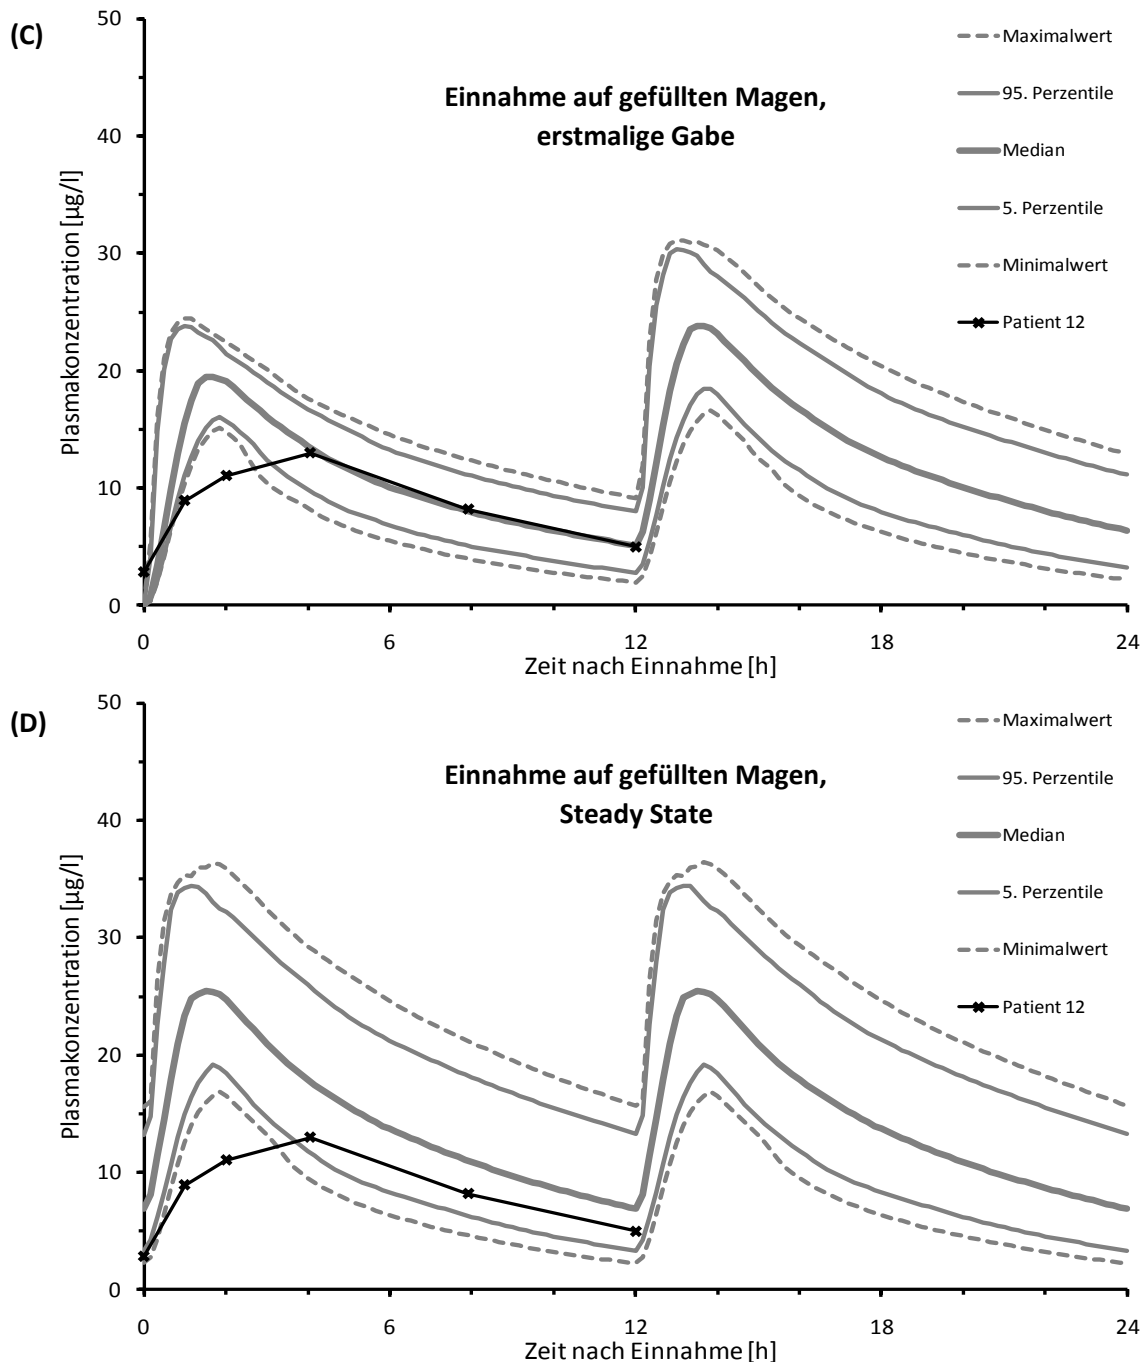 (C)
50
40
30
20
10
0
Plasmakonzentration [µg/l]
Einnahme auf gefüllten Magen,
erstmalige Gabe
Maximalwert
95. Perzentile
Median
5. Perzentile
Minimalwert
Patient 12
0 6 12 18 24
Zeit nach Einnahme [h]
(D)
50
40
30
20
10
0
Plasmakonzentration [µg/l]
Einnahme auf gefüllten Magen,
Steady State
Maximalwert
95. Perzentile
Median
5. Perzentile
Minimalwert
Patient 12
0 6 12 18 24
Zeit nach Einnahme [h]